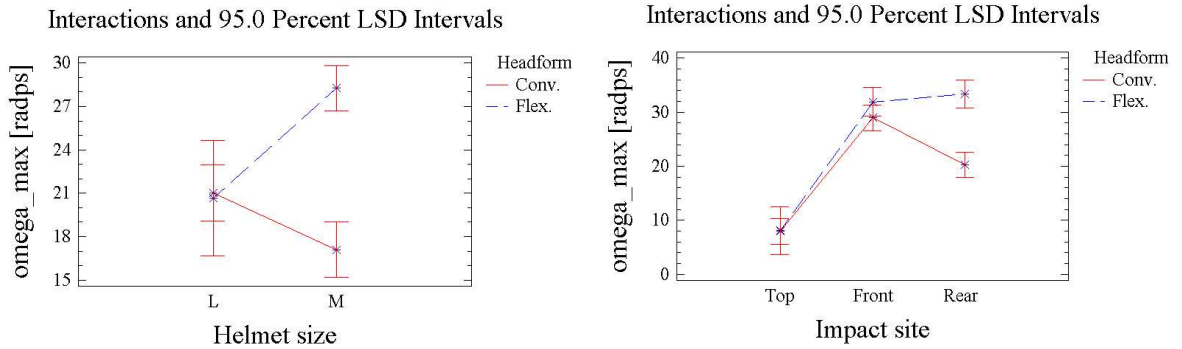 Interactions and 95.0 Percent LSD Intervals
omega_max [radps]
30
27
24
21
18
15
L
M
Helmet size
Headform
Conv.
Flex.
Interactions and 95.0 Percent LSD Intervals
omega_max [radps]
40
30
20
10
0
Top
Front
Rear
Impact site
Headform
Conv.
Flex.